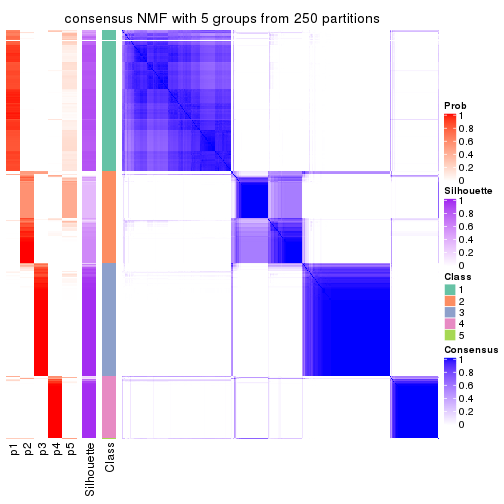 consensus NMF with 5 groups from 250 partitions
Prob
1
0.8
0.6
0.4
0.2
0
Silhouette
1
0.8
0.6
0.4
0.2
0
Class
1
2
3
4
5
Consensus
1
0.8
0.6
0.4
0.2
0
p1
p2
p3
p4
p5
Silhouette
Class